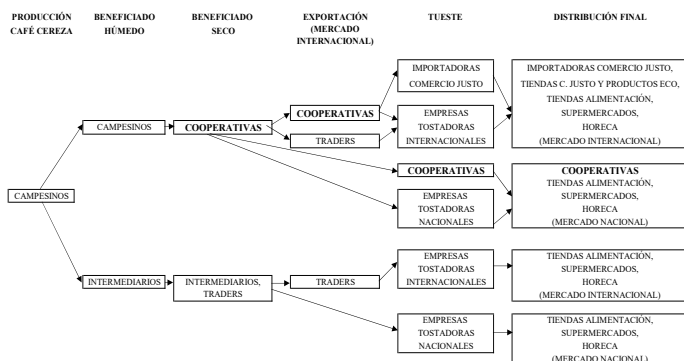 PRODUCCIÓN
CAFÉ CEREZA
BENEFICIADO
HÚMEDO
BENEFICIADO
SECO
EXPORTACIÓN
(MERCADO
INTERNACIONAL)
TUESTE
DISTRIBUCIÓN FINAL
CAMPESINOS
CAMPESINOS
COOPERATIVAS
COOPERATIVAS
TRADERS
IMPORTADORAS
COMERCIO JUSTO
EMPRESAS
TOSTADORAS
INTERNACIONALES
IMPORTADORAS COMERCIO JUSTO,
TIENDAS C. JUSTO Y PRODUCTOS ECO,
TIENDAS ALIMENTACIÓN,
SUPERMERCADOS,
HORECA
(MERCADO INTERNACIONAL)
COOPERATIVAS
EMPRESAS
TOSTADORAS
NACIONALES
COOPERATIVAS
TIENDAS ALIMENTACIÓN,
SUPERMERCADOS,
HORECA
(MERCADO NACIONAL)
INTERMEDIARIOS
INTERMEDIARIOS,
TRADERS
TRADERS
EMPRESAS
TOSTADORAS
INTERNACIONALES
TIENDAS ALIMENTACIÓN,
SUPERMERCADOS,
HORECA
(MERCADO INTERNACIONAL)
EMPRESAS
TOSTADORAS
NACIONALES
TIENDAS ALIMENTACIÓN,
SUPERMERCADOS,
HORECA
(MERCADO NACIONAL)